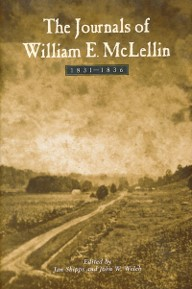 The Journals of
William E. McLellin
1831–1836
Edited by
Jan Shipps and John W. Welch